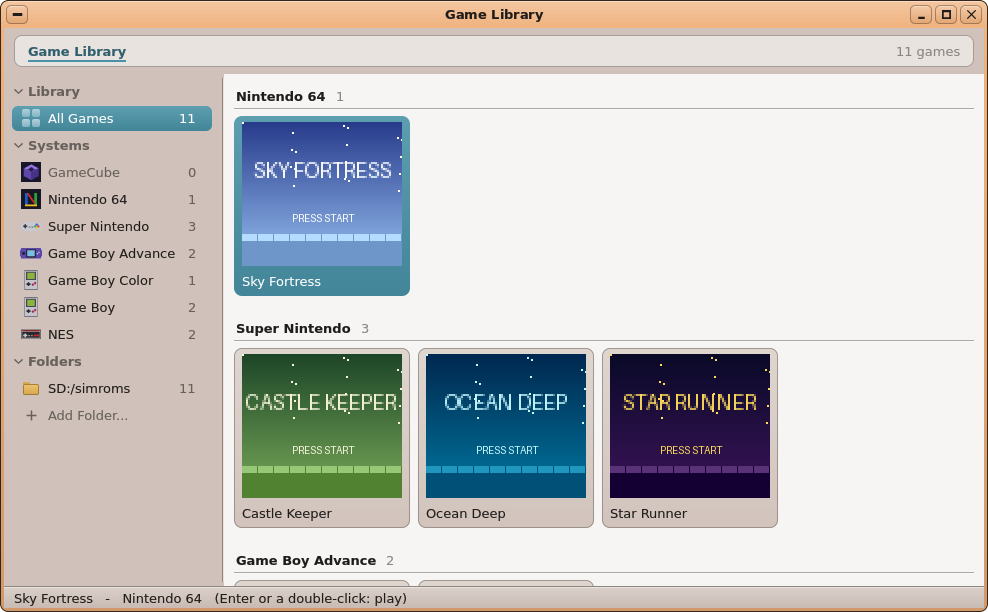 Game Library
Game Library
11 games
Library
All Games 11
Systems
GameCube 0
Nintendo 64 1
Super Nintendo 3
Game Boy Advance 2
Game Boy Color 1
Game Boy 2
NES 2
Folders
SD:/simroms 11
Add Folder...
Nintendo 64 1
SKY FORTRESS
PRESS START
Sky Fortress
Super Nintendo 3
CASTLE KEEPER
PRESS START
Castle Keeper
OCEAN DEEP
PRESS START
Ocean Deep
STAR RUNNER
PRESS START
Star Runner
Game Boy Advance 2
Sky Fortress - Nintendo 64 (Enter or a double-click: play)